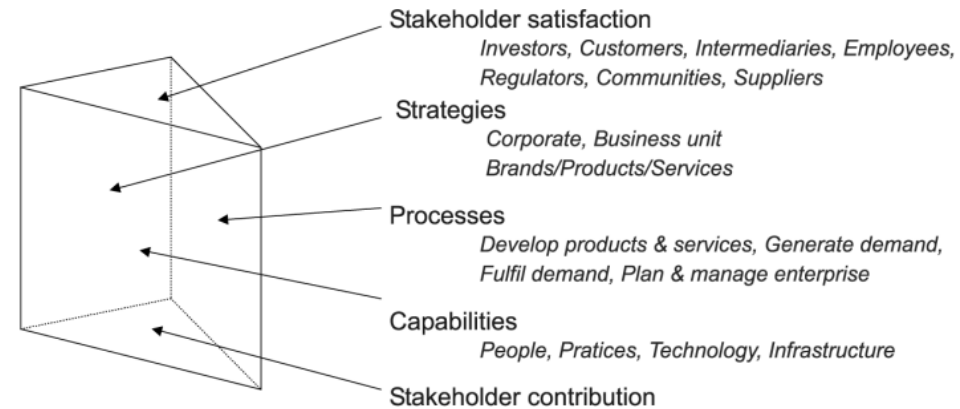 Stakeholder satisfaction
Investors, Customers, Intermediaries, Employees,
Regulators, Communities, Suppliers
Strategies
Corporate, Business unit
Brands/Products/Services
Processes
Develop products & services, Generate demand,
Fulfil demand, Plan & manage enterprise
Capabilities
People, Pratices, Technology, Infrastructure
Stakeholder contribution